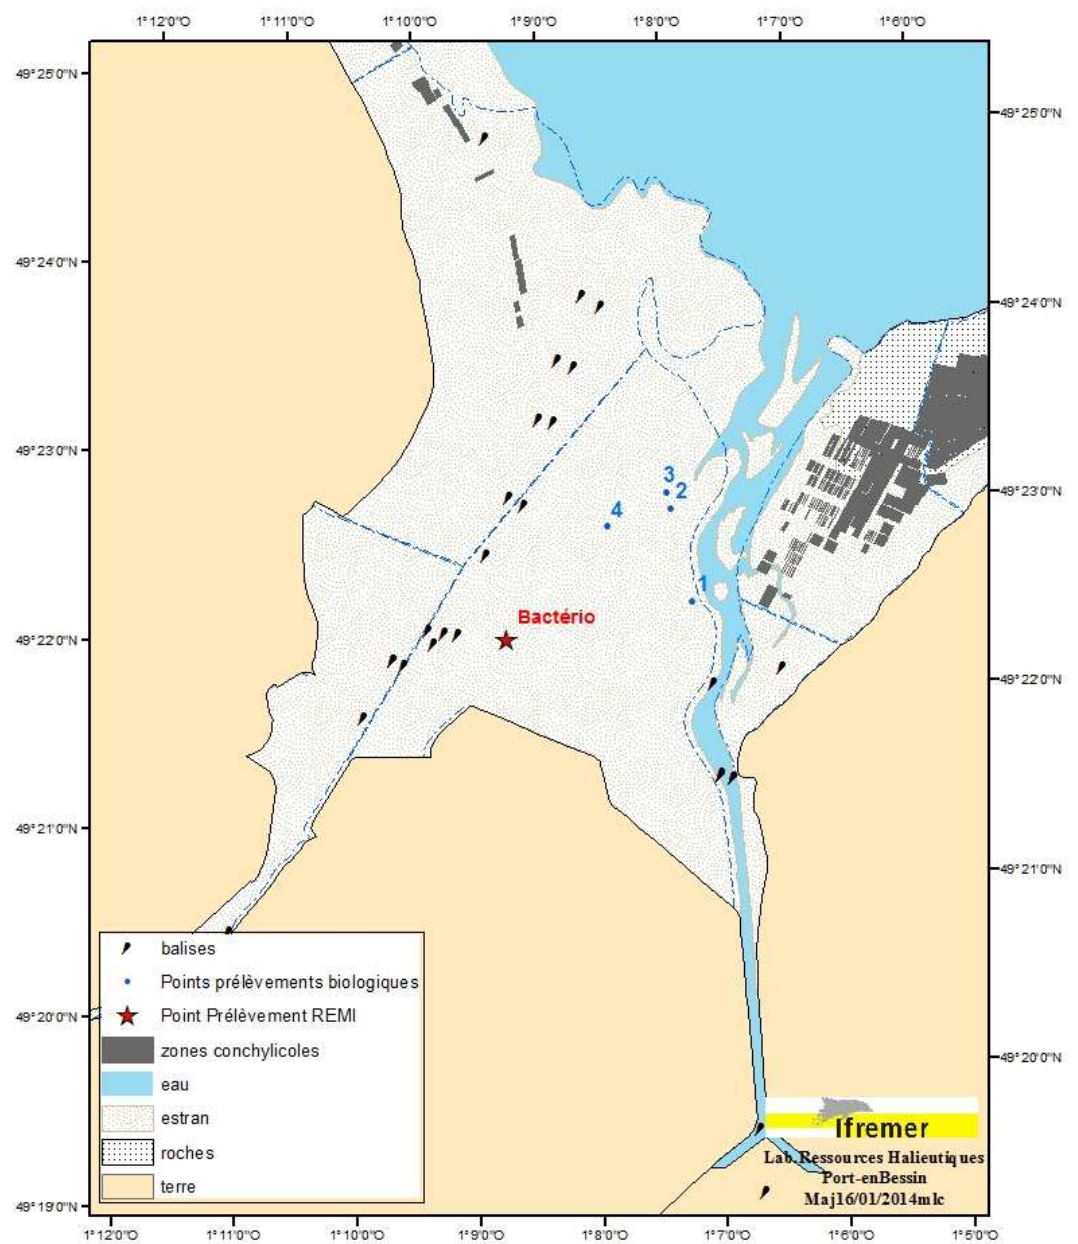 1°12'0"W 1°11'0"W 1°10'0"W 1°9'0"W 1°8'0"W 1°7'0"W 1°6'0"W
49°25'0"N
49°25'0"N
49°24'0"N
49°24'0"N
49°23'0"N
3
2
49°23'0"N
4
1
Bactério
49°22'0"N
49°22'0"N
49°21'0"N
49°21'0"N
balises
Points prélèvements biologiques
Point Prélèvement REMI
49°20'0"N
zones conchylicoles
49°20'0"N
eau
estran
Ifremer
roches
Lab.Ressources Halieutiques
Port-enBessin
terre
Maj16/01/2014mlc
49°19'0"N
1°12'0"W 1°11'0"W 1°10'0"W 1°9'0"W 1°8'0"W 1°7'0"W 1°6'0"W 1°5'0"W